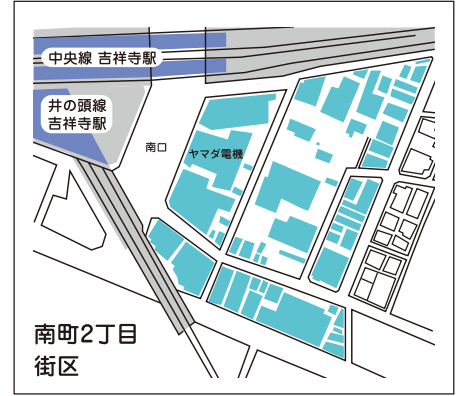 中央線 吉祥寺駅
井の頭線
吉祥寺駅
南口
ヤマダ電機
南町2丁目
街区